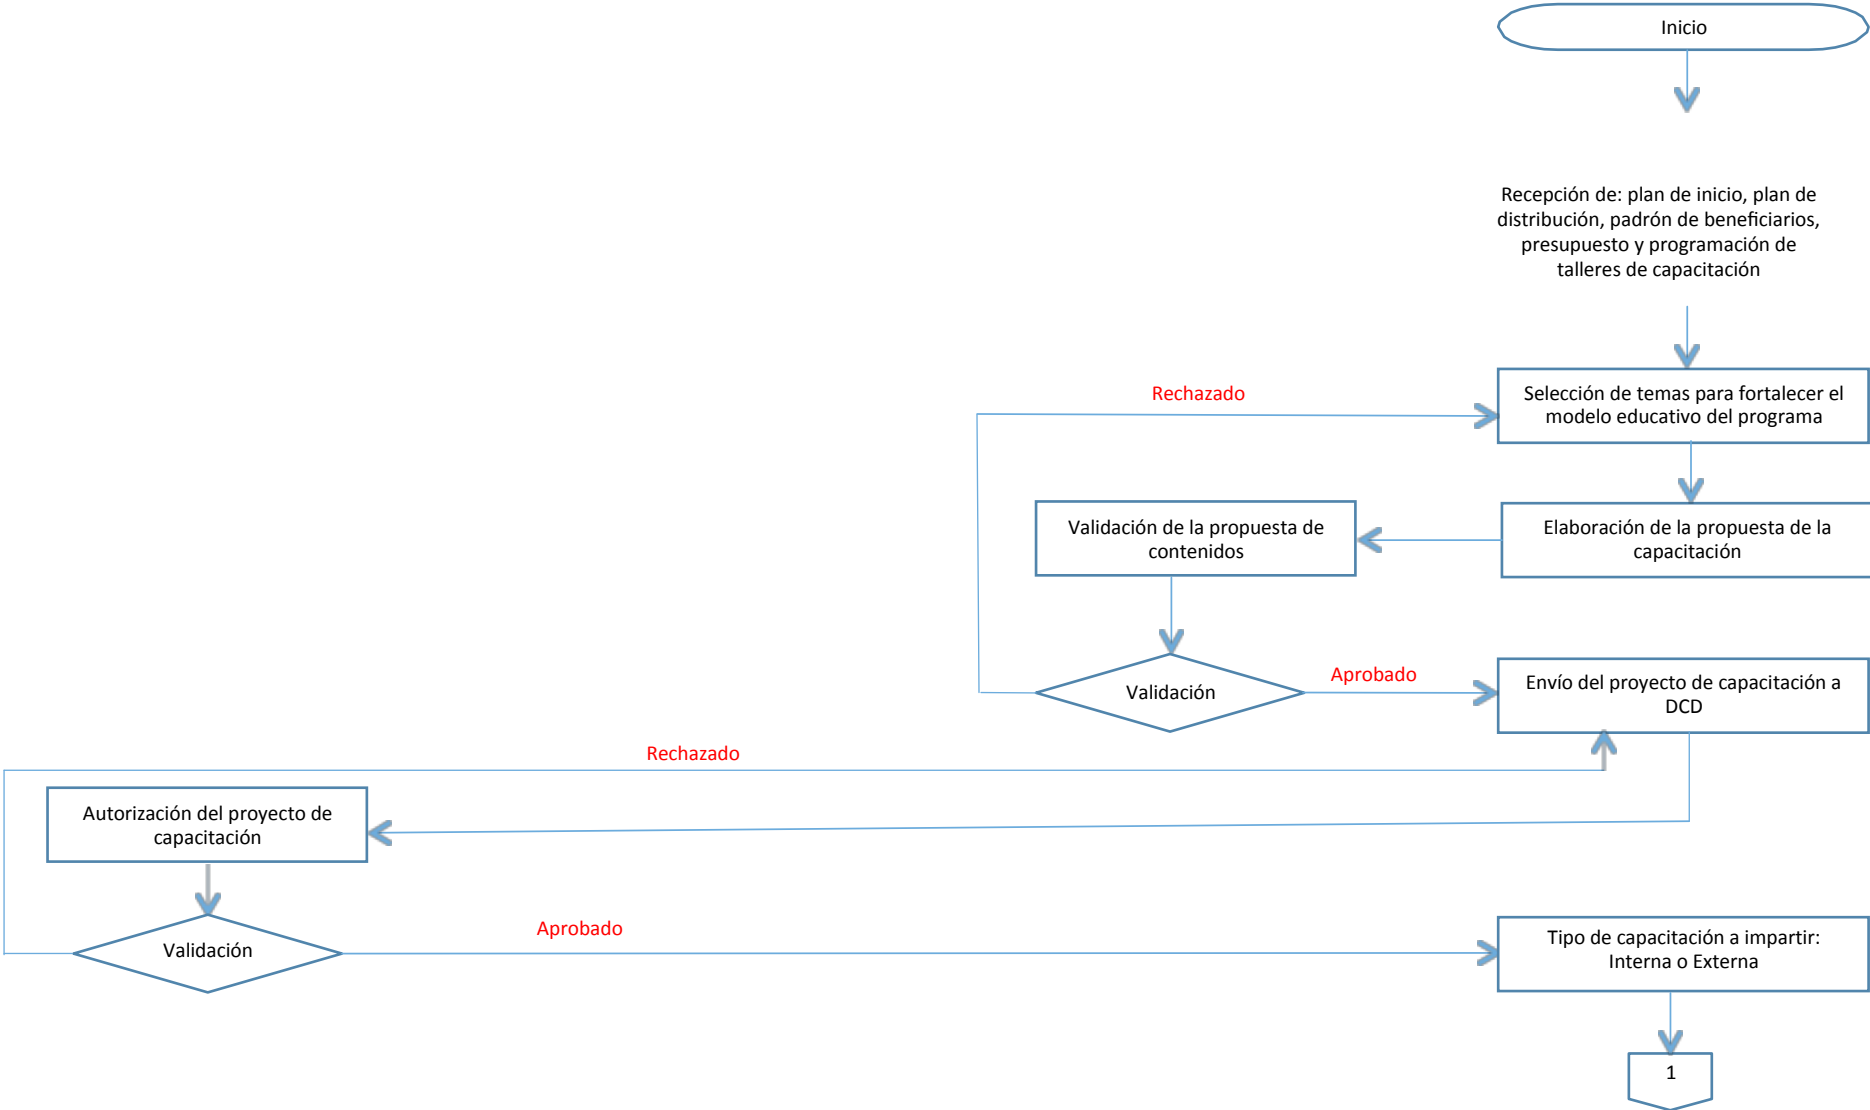 Inicio
Recepción de: plan de inicio, plan de
distribución, padrón de beneficiarios,
presupuesto y programación de
talleres de capacitación
Rechazado
Selección de temas para fortalecer el
modelo educativo del programa
Validación de la propuesta de
contenidos
Elaboración de la propuesta de la
capacitación
Validación
Aprobado
Envío del proyecto de capacitación a
DCD
Rechazado
Autorización del proyecto de
capacitación
Validación
Aprobado
Tipo de capacitación a impartir:
Interna o Externa
1